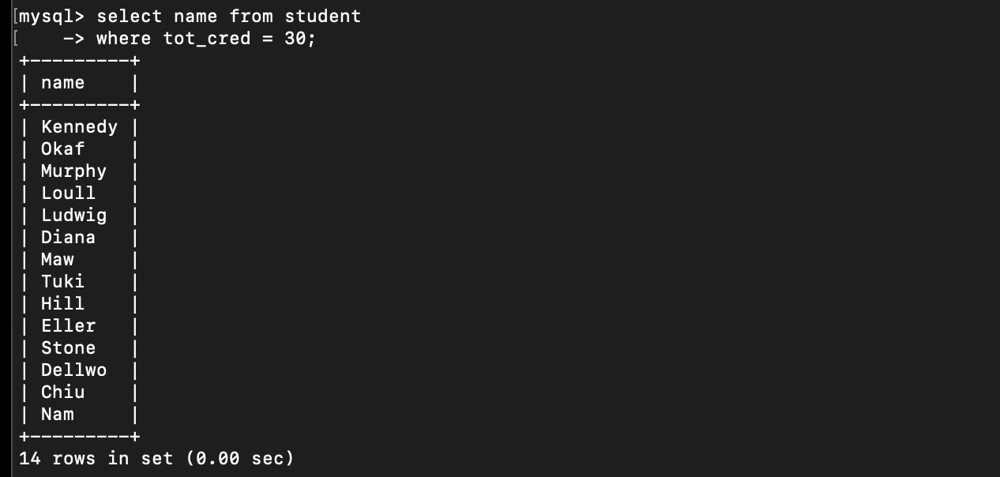 [mysql> select name from student
[    -> where tot_cred = 30;
+---------+
| name    |
+---------+
| Kennedy |
| Okaf    |
| Murphy  |
| Loull   |
| Ludwig  |
| Diana   |
| Maw     |
| Tuki    |
| Hill    |
| Eller   |
| Stone   |
| Dellwo  |
| Chiu    |
| Nam     |
+---------+
14 rows in set (0.00 sec)